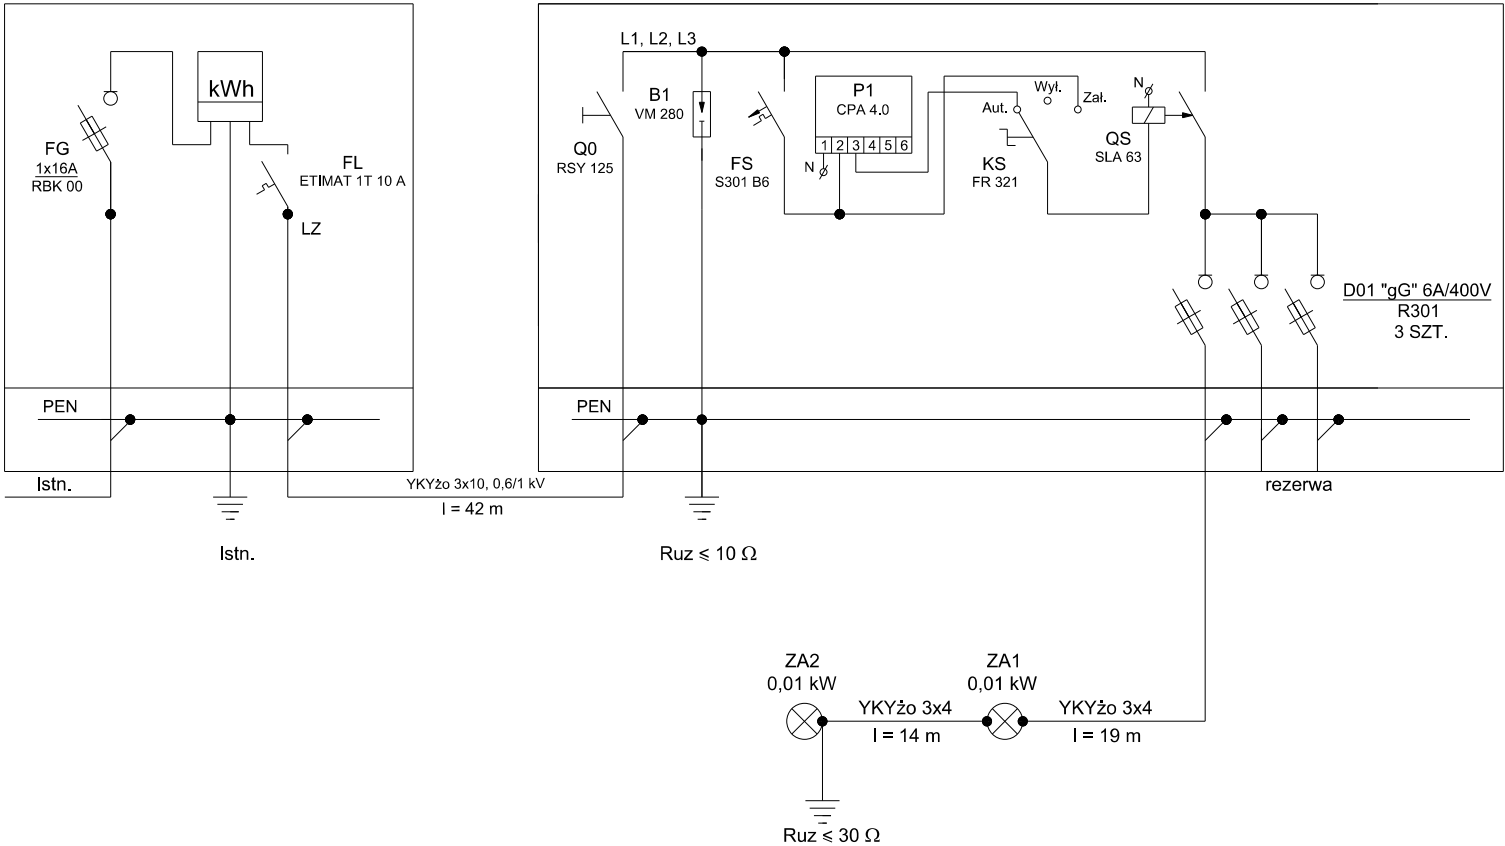 kWh
FG
1x16A
RBK 00
FL
ETIMAT 1T 10 A
LZ
PEN
Istn.
Istn.
YKYżo 3x10, 0,6/1 kV
l = 42 m
L1, L2, L3
Q0
RSY 125
B1
VM 280
FS
S301 B6
P1
CPA 4.0
1 2 3 4 5 6
N
Aut.
Wył.
Zał.
KS
FR 321
N
QS
SLA 63
D01 "gG" 6A/400V
R301
3 SZT.
PEN
rezerwa
Ruz ≤ 10 Ω
ZA2
0,01 kW
ZA1
0,01 kW
YKYżo 3x4
l = 14 m
YKYżo 3x4
l = 19 m
Ruz ≤ 30 Ω